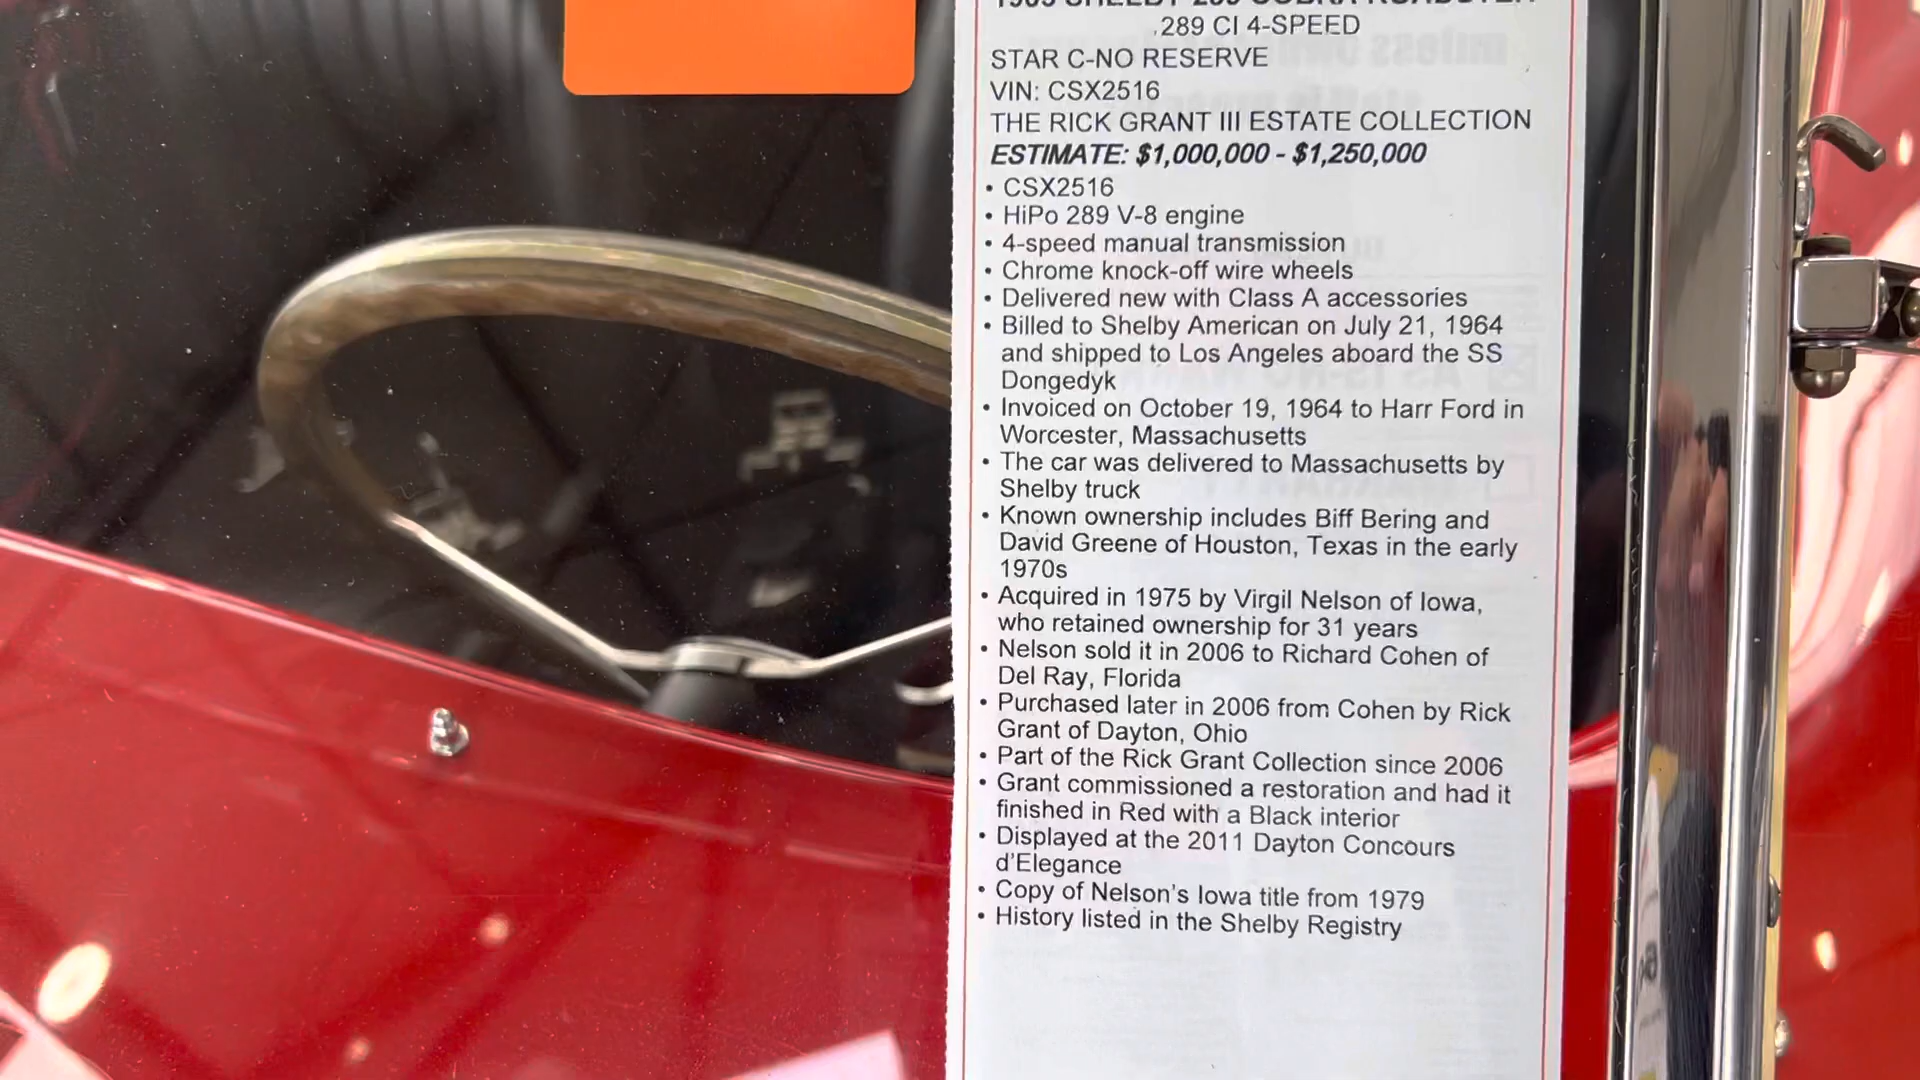 289 CI 4-SPEED
STAR C-NO RESERVE
VIN: CSX2516
THE RICK GRANT III ESTATE COLLECTION
ESTIMATE: $1,000,000 - $1,250,000
• CSX2516
• HiPo 289 V-8 engine
• 4-speed manual transmission
• Chrome knock-off wire wheels
• Delivered new with Class A accessories
• Billed to Shelby American on July 21, 1964
and shipped to Los Angeles aboard the SS
Dongedyk
• Invoiced on October 19, 1964 to Harr Ford in
Worcester, Massachusetts
• The car was delivered to Massachusetts by
Shelby truck
• Known ownership includes Biff Bering and
David Greene of Houston, Texas in the early
1970s
• Acquired in 1975 by Virgil Nelson of Iowa,
who retained ownership for 31 years
• Nelson sold it in 2006 to Richard Cohen of
Del Ray, Florida
• Purchased later in 2006 from Cohen by Rick
Grant of Dayton, Ohio
• Part of the Rick Grant Collection since 2006
• Grant commissioned a restoration and had it
finished in Red with a Black interior
• Displayed at the 2011 Dayton Concours
d'Elegance
• Copy of Nelson's Iowa title from 1979
• History listed in the Shelby Registry